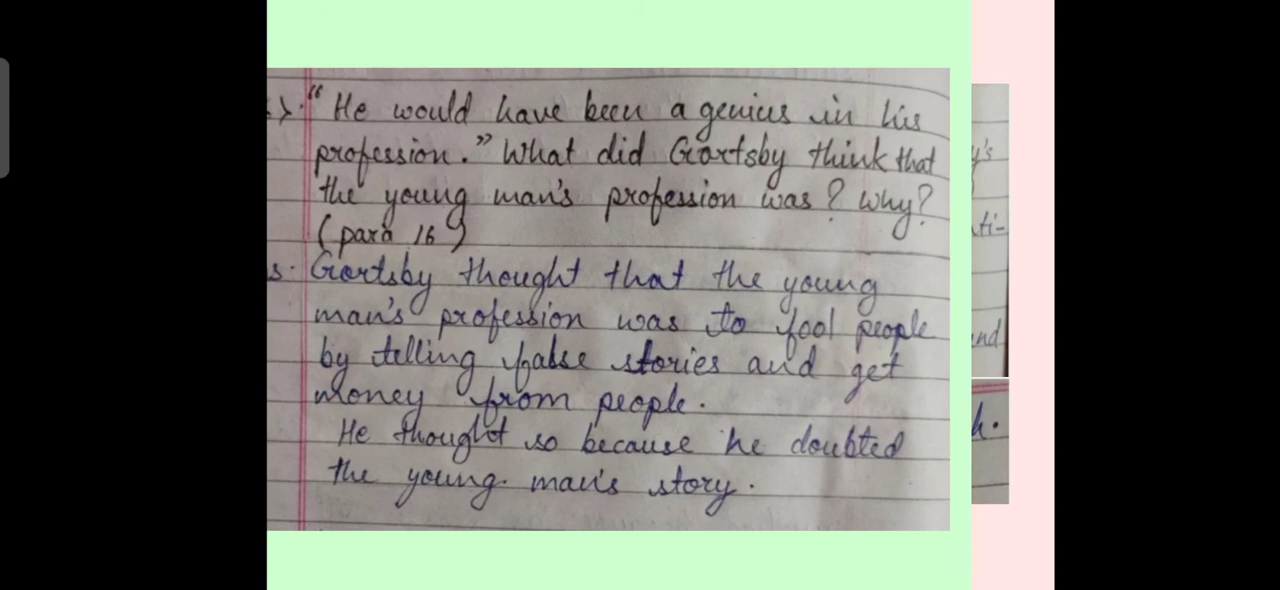 "He would have been a genius in his
profession." What did Gortsby think that
the young man's profession was? Why?
(para 16)
s. Gortsby thought that the young
man's profession was to fool people
by telling false stories and get
money from people.
He thought so because he doubted
the young man's story.
y's
ti-
nd
h.